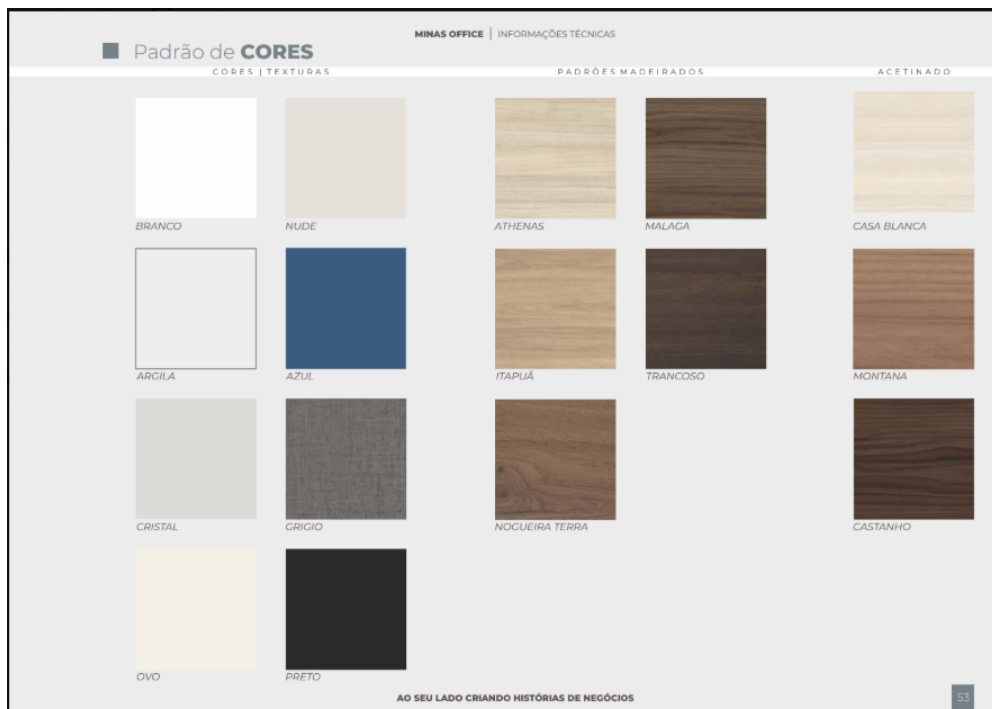 MINAS OFFICE | INFORMAÇÕES TÉCNICAS
Padrão de CORES
CORES | TEXTURAS
PADRÕES MADEIRADOS
ACETINADO
BRANCO
NUDE
ATHENAS
MALAGA
CASA BLANCA
ARGILA
AZUL
ITAPUÃ
TRANCOSO
MONTANA
CRISTAL
GRIGIO
NOGUEIRA TERRA
CASTANHO
OVO
PRETO
AO SEU LADO CRIANDO HISTÓRIAS DE NEGÓCIOS
53